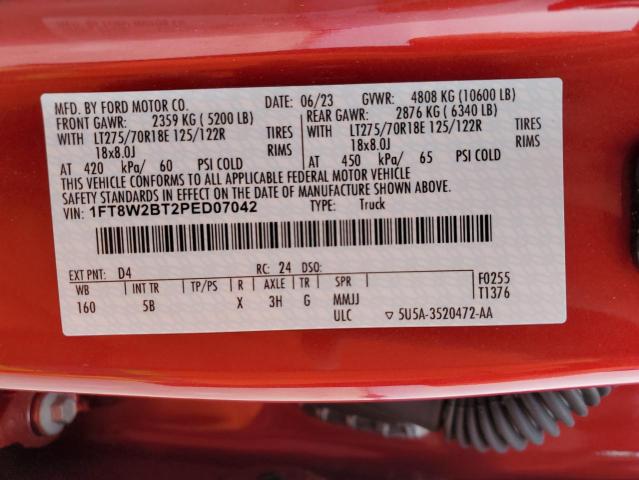 MFD. BY FORD MOTOR CO. DATE: 06/23 GVWR: 4808 KG (10600 LB)
FRONT GAWR: 2359 KG ( 5200 LB) REAR GAWR: 2876 KG ( 6340 LB)
WITH LT275/70R18E 125/122R TIRES WITH LT275/70R18E 125/122R TIRES
18x8.0J RIMS 18x8.0J RIMS
AT 420 kPa/ 60 PSI COLD AT 450 kPa/ 65 PSI COLD
THIS VEHICLE CONFORMS TO ALL APPLICABLE FEDERAL MOTOR VEHICLE
SAFETY STANDARDS IN EFFECT ON THE DATE OF MANUFACTURE SHOWN ABOVE.
VIN: 1FT8W2BT2PED07042 TYPE: Truck
EXT PNT: D4 RC: 24 DSO: F0255
WB INT TR TP/PS R AXLE TR SPR T1376
160 5B X 3H G MMJJ
ULC ▽ 5U5A-3520472-AA